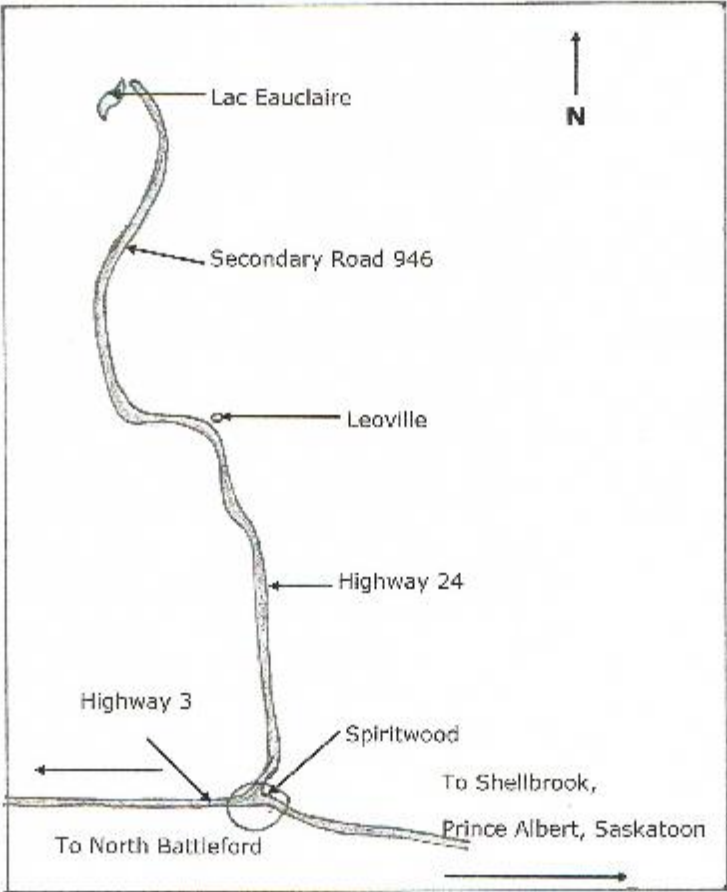 Lac Eauclaire
N
Secondary Road 946
Leoville
Highway 24
Highway 3
Spiritwood
To Shellbrook,
Prince Albert, Saskatoon
To North Battleford